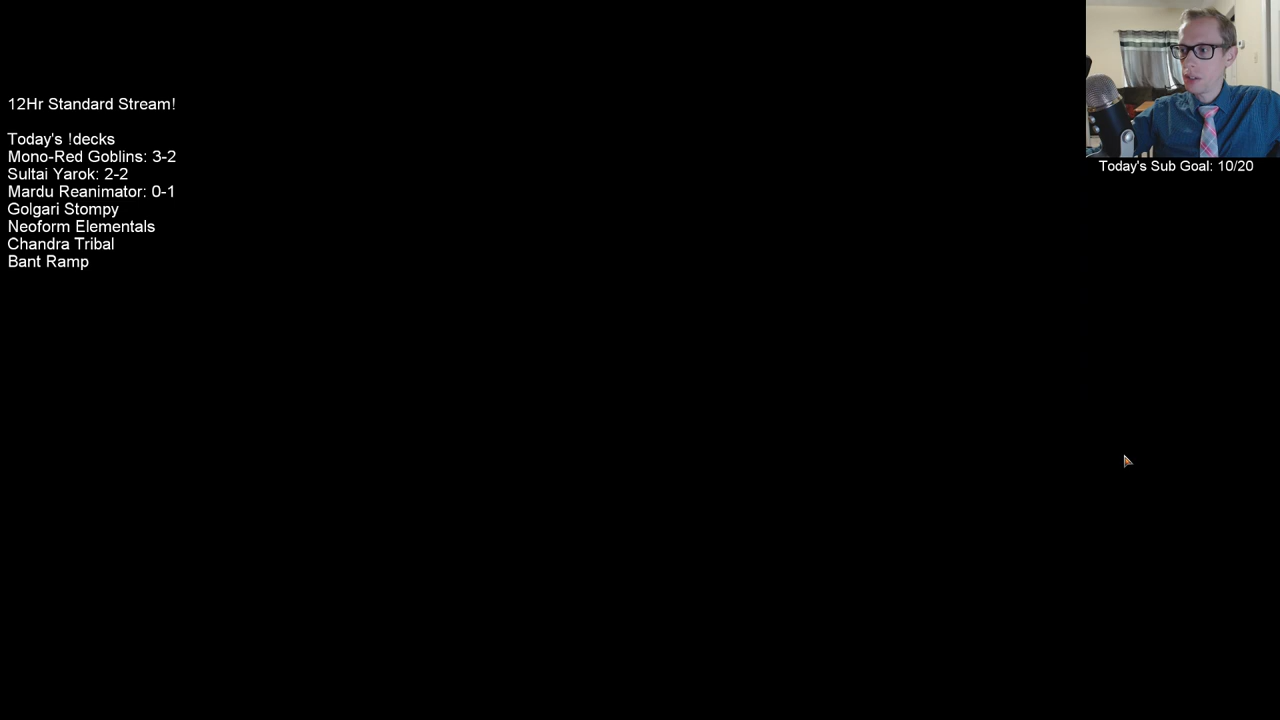 12Hr Standard Stream!
Today's !decks
Mono-Red Goblins: 3-2
Sultai Yarok: 2-2
Mardu Reanimator: 0-1
Golgari Stompy
Neoform Elementals
Chandra Tribal
Bant Ramp
Today's Sub Goal: 10/20